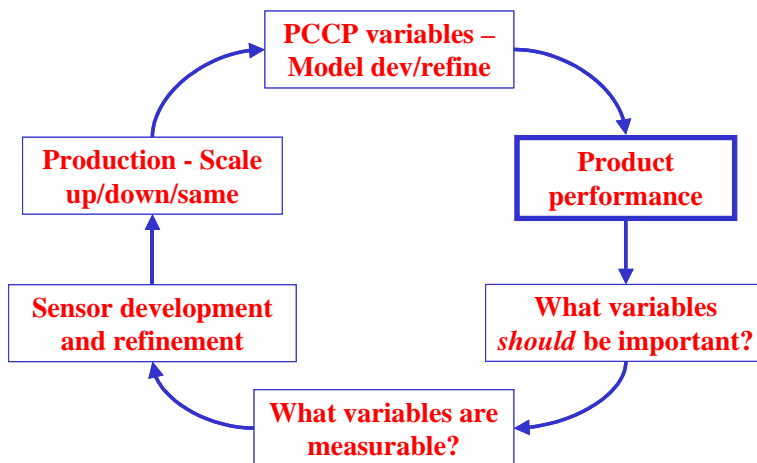 PCCP variables –
Model dev/refine
Product
performance
What variables
should be important?
What variables are
measurable?
Sensor development
and refinement
Production - Scale
up/down/same